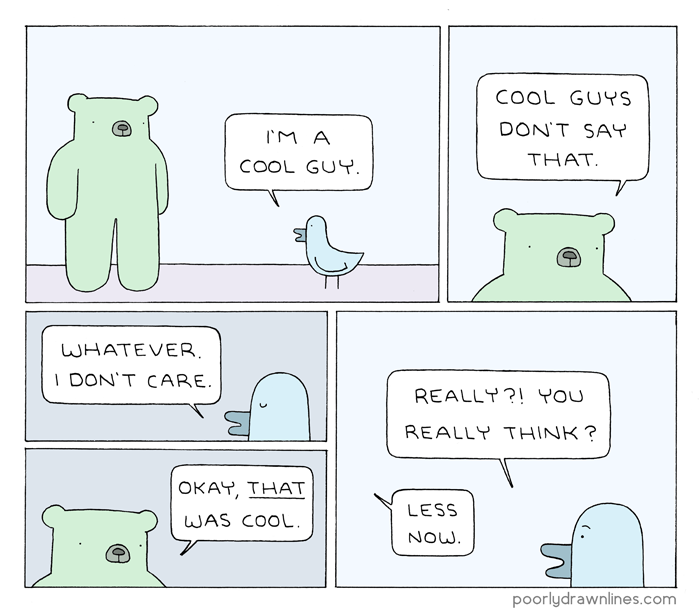 I'M A
COOL GUY.
COOL GUYS
DON'T SAY
THAT.
WHATEVER.
I DON'T CARE.
OKAY, THAT
WAS COOL.
REALLY?! YOU
REALLY THINK?
LESS
NOW.
poorlydrawnlines.com